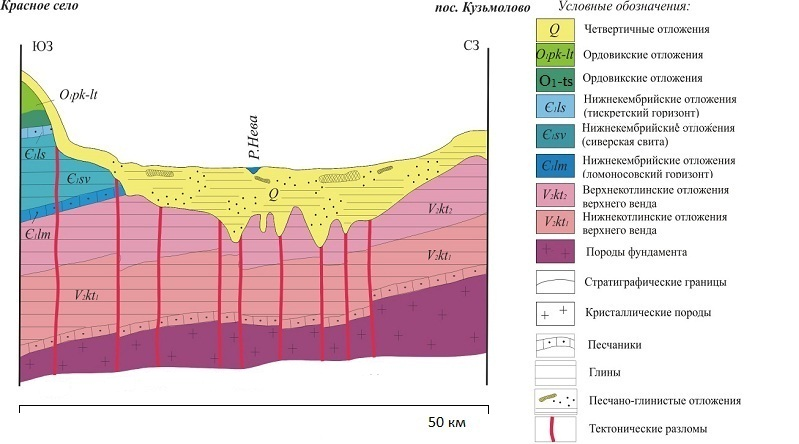 Красное село
пос. Кузьмолово
ЮЗ
СЗ
O₁pk-lt
Р.Нева
Є₁ls
Є₁sv
Q
V₂kt₂
V₂kt₂
Є₁lm
V₂kt₁
V₂kt₁
50 км
Условные обозначения:
Q Четвертичные отложения
O₁pk-lt Ордовикские отложения
O₁-ts Ордовикские отложения
Є₁ls Нижнекембрийские отложения
(тискретский горизонт)
Є₁sv Нижнекембрийские отложения
(сиверская свита)
Є₁lm Нижнекембрийские отложения
(ломоносовский горизонт)
V₂kt₂ Верхнекотлинские отложения
верхнего венда
V₂kt₁ Нижнекотлинские отложения
верхнего венда
Породы фундамента
Стратиграфические границы
Кристаллические породы
Песчаники
Глины
Песчано-глинистые отложения
Тектонические разломы